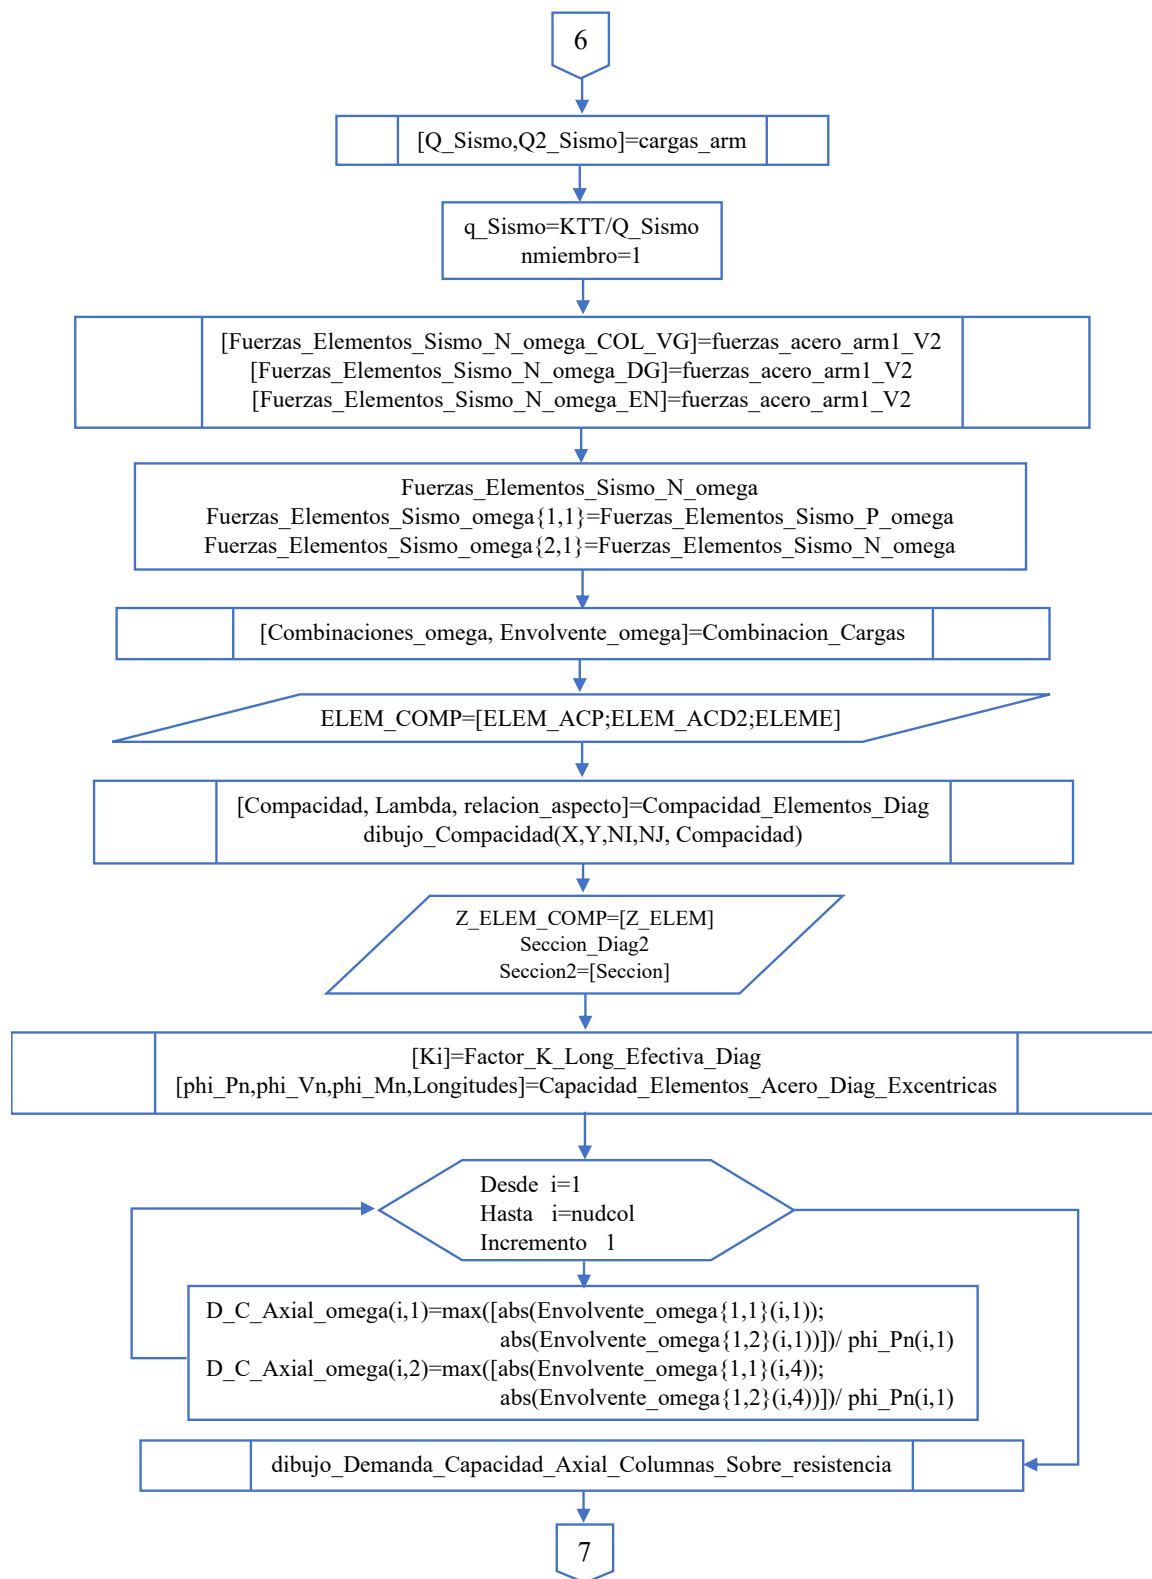 6
[Q_Sismo,Q2_Sismo]=cargas_arm
q_Sismo=KTT/Q_Sismo
nmiembro=1
[Fuerzas_Elementos_Sismo_N_omega_COL_VG]=fuerzas_acero_arm1_V2
[Fuerzas_Elementos_Sismo_N_omega_DG]=fuerzas_acero_arm1_V2
[Fuerzas_Elementos_Sismo_N_omega_EN]=fuerzas_acero_arm1_V2
Fuerzas_Elementos_Sismo_N_omega
Fuerzas_Elementos_Sismo_omega{1,1}=Fuerzas_Elementos_Sismo_P_omega
Fuerzas_Elementos_Sismo_omega{2,1}=Fuerzas_Elementos_Sismo_N_omega
[Combinaciones_omega, Envolvente_omega]=Combinacion_Cargas
ELEM_COMP=[ELEM_ACP;ELEM_ACD2;ELEME]
[Compacidad, Lambda, relacion_aspecto]=Compacidad_Elementos_Diag
dibujo_Compacidad(X,Y,NI,NJ, Compacidad)
Z_ELEM_COMP=[Z_ELEM]
Seccion_Diag2
Seccion2=[Seccion]
[Ki]=Factor_K_Long_Efectiva_Diag
[phi_Pn,phi_Vn,phi_Mn,Longitudes]=Capacidad_Elementos_Acero_Diag_Excentricas
Desde i=1
Hasta i=nudcol
Incremento 1
D_C_Axial_omega(i,1)=max([abs(Envolvente_omega{1,1}(i,1));
abs(Envolvente_omega{1,2}(i,1))])/ phi_Pn(i,1)
D_C_Axial_omega(i,2)=max([abs(Envolvente_omega{1,1}(i,4));
abs(Envolvente_omega{1,2}(i,4))])/ phi_Pn(i,1)
dibujo_Demanda_Capacidad_Axial_Columnas_Sobre_resistencia
7